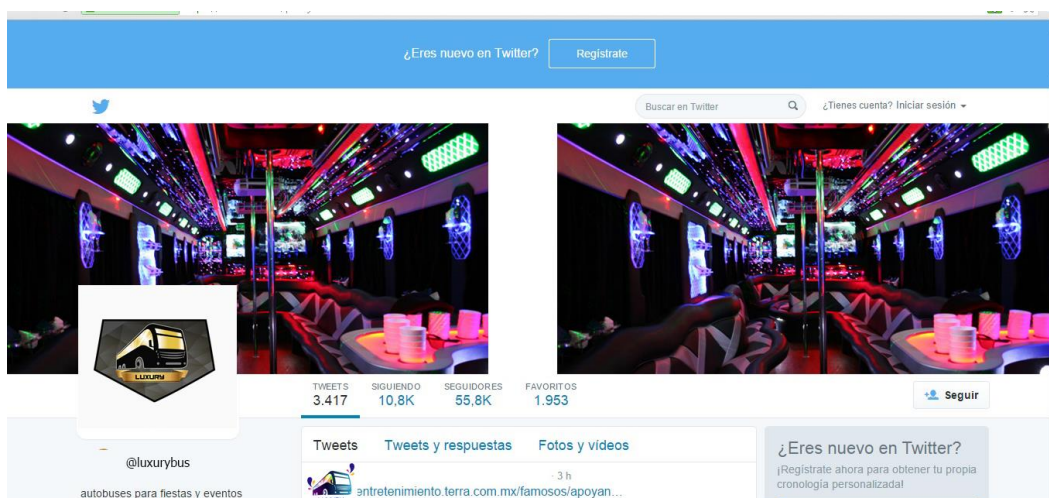 ¿Eres nuevo en Twitter? Regístrate
Buscar en Twitter ¿Tienes cuenta? Iniciar sesión
LUXURY
TWEETS SIGUIENDO SEGUIDORES FAVORITOS
3.417 10,8K 55,8K 1.953
Seguir
Tweets Tweets y respuestas Fotos y vídeos
· 3 h
entretenimiento.terra.com.mx/famosos/apoyan...
@luxurybus
autobuses para fiestas y eventos
¿Eres nuevo en Twitter?
¡Regístrate ahora para obtener tu propia
cronología personalizada!